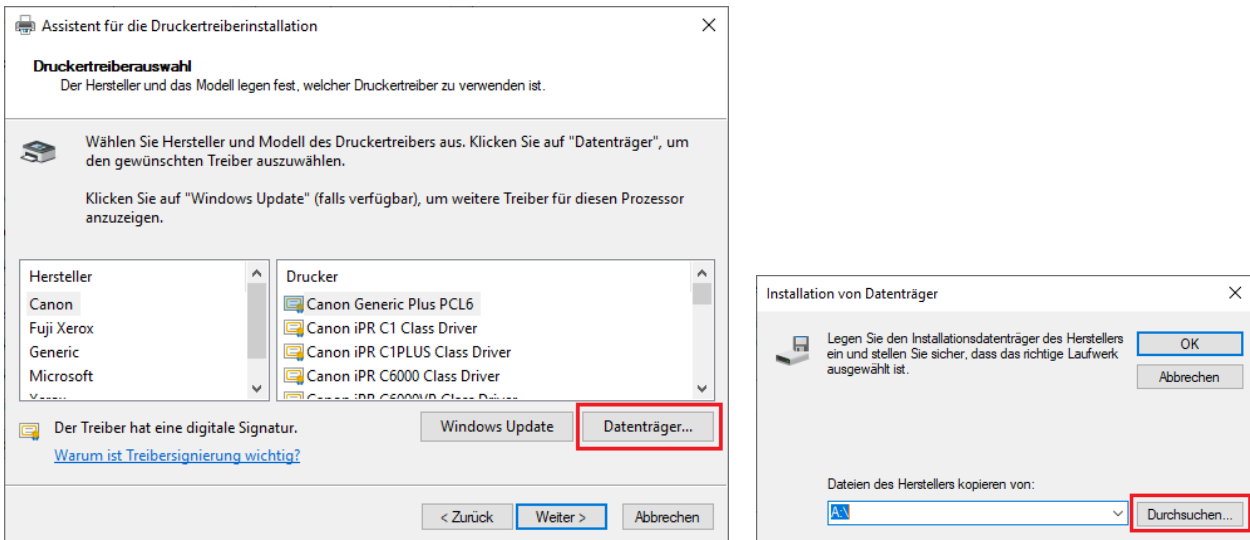 Assistent für die Druckertreiberinstallation
Druckertreiberauswahl
Der Hersteller und das Modell legen fest, welcher Druckertreiber zu verwenden ist.
Wählen Sie Hersteller und Modell des Druckertreibers aus. Klicken Sie auf "Datenträger", um
den gewünschten Treiber auszuwählen.
Klicken Sie auf "Windows Update" (falls verfügbar), um weitere Treiber für diesen Prozessor
anzuzeigen.
Hersteller
Canon
Fuji Xerox
Generic
Microsoft
Xerox
Drucker
Canon Generic Plus PCL6
Canon iPR C1 Class Driver
Canon iPR C1PLUS Class Driver
Canon iPR C6000 Class Driver
Canon iPR C6000VP Class Driver
Der Treiber hat eine digitale Signatur.
Warum ist Treibersignierung wichtig?
Windows Update
Datenträger...
< Zurück
Weiter >
Abbrechen
Installation von Datenträger
Legen Sie den Installationsdatenträger des Herstellers
ein und stellen Sie sicher, dass das richtige Laufwerk
ausgewählt ist.
OK
Abbrechen
Dateien des Herstellers kopieren von:
A:\
Durchsuchen...